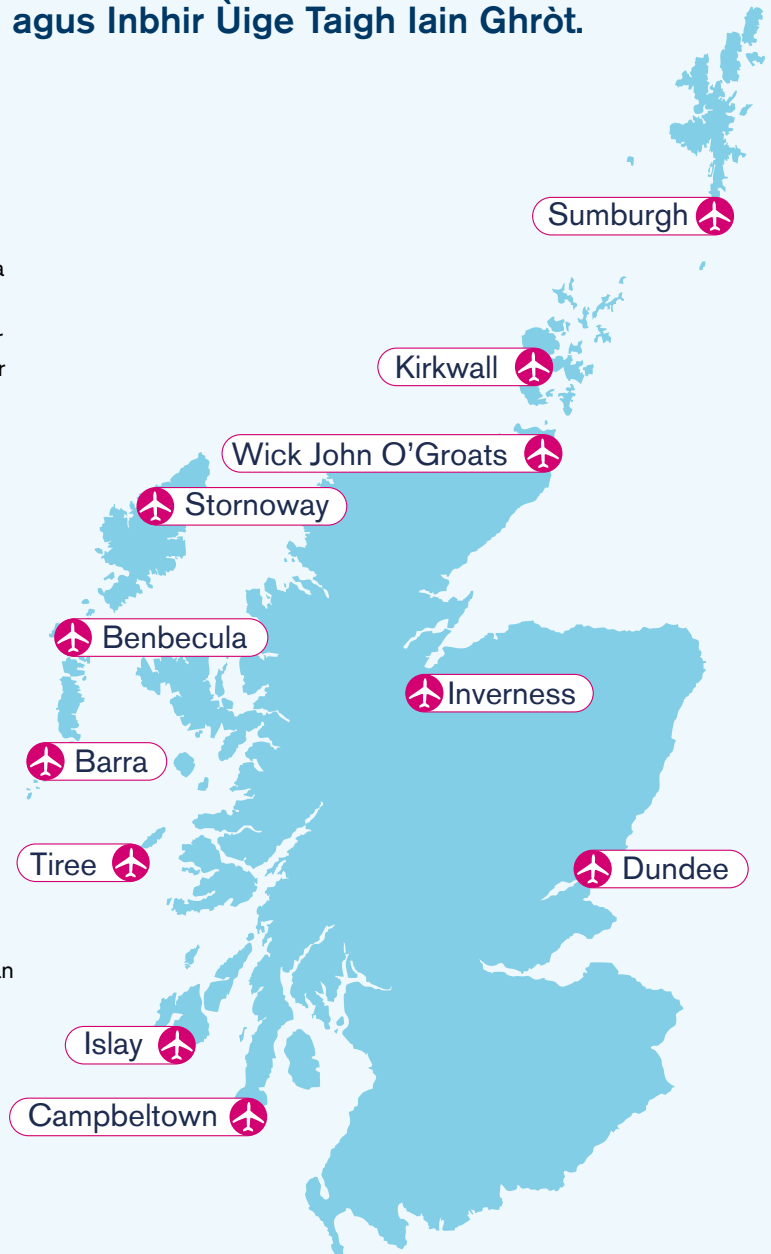 agus Inbhir Ùige Taigh Iain Ghròt.
Sumburgh
a
r
Kirkwall
Wick John O'Groats
Stornoway
Benbecula
Inverness
Barra
Tiree
Dundee
n
Islay
Campbeltown